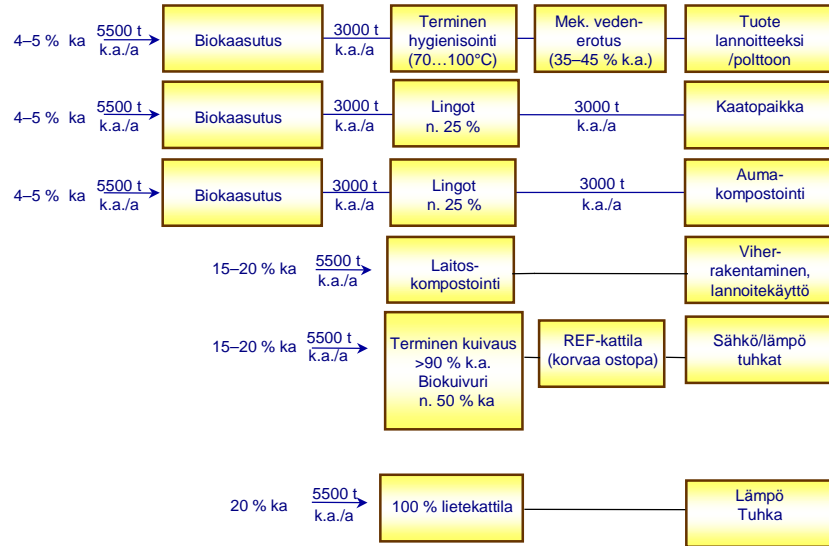 4–5 % ka
5500 t
k.a./a
Biokaasutus
3000 t
k.a./a
Terminen
hygienisointi
(70…100°C)
Mek. veden-
erotus
(35–45 % k.a.)
Tuote
lannoitteeksi
/polttoon
4–5 % ka
5500 t
k.a./a
Biokaasutus
3000 t
k.a./a
Lingot
n. 25 %
3000 t
k.a./a
Kaatopaikka
4–5 % ka
5500 t
k.a./a
Biokaasutus
3000 t
k.a./a
Lingot
n. 25 %
3000 t
k.a./a
Auma-
kompostointi
15–20 % ka
5500 t
k.a./a
Laitos-
kompostointi
Viher-
rakentaminen,
lannoitekäyttö
15–20 % ka
5500 t
k.a./a
Terminen kuivaus
>90 % k.a.
Biokuivuri
n. 50 % ka
REF-kattila
(korvaa ostopa)
Sähkö/lämpö
tuhkat
20 % ka
5500 t
k.a./a
100 % lietekattila
Lämpö
Tuhka